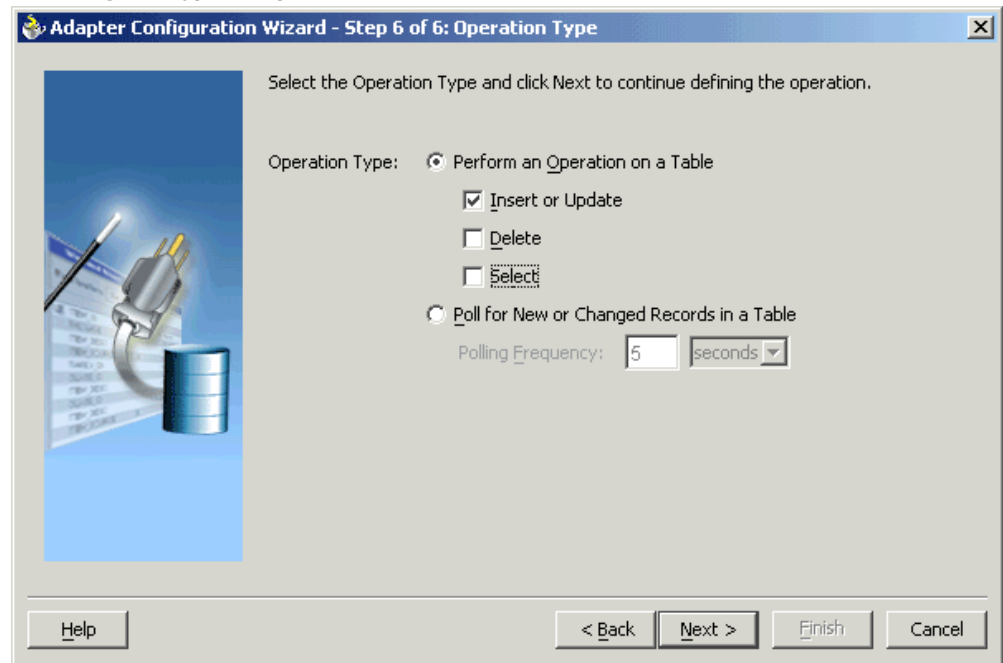 Adapter Configuration Wizard - Step 6 of 6: Operation Type
Select the Operation Type and click Next to continue defining the operation.
Operation Type: Perform an Operation on a Table
Insert or Update
Delete
Select
Poll for New or Changed Records in a Table
Polling Frequency: 5 seconds
Help < Back Next > Finish Cancel